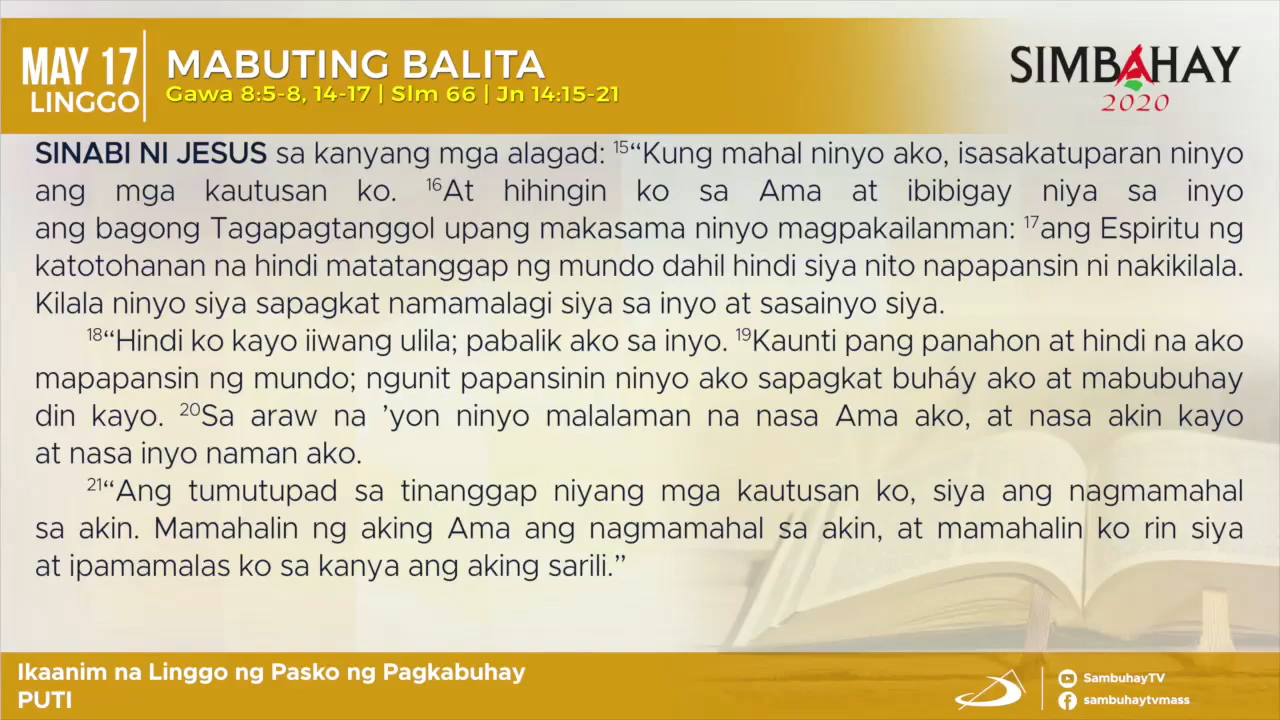 MAY 17
LINGGO
MABUTING BALITA
Gawa 8:5-8, 14-17 | Slm 66 | Jn 14:15-21
SIMBAHAY
2020
SINABI NI JESUS sa kanyang mga alagad: 15“Kung mahal ninyo ako, isasakatuparan ninyo
ang mga kautusan ko. 16At hihingin ko sa Ama at ibibigay niya sa inyo
ang bagong Tagapagtanggol upang makasama ninyo magpakailanman: 17ang Espiritu ng
katotohanan na hindi matatanggap ng mundo dahil hindi siya nito napapansin ni nakikilala.
Kilala ninyo siya sapagkat namamalagi siya sa inyo at sasainyo siya.
18“Hindi ko kayo iiwang ulila; pabalik ako sa inyo. 19Kaunti pang panahon at hindi na ako
mapapansin ng mundo; ngunit papansinin ninyo ako sapagkat buháy ako at mabubuhay
din kayo. 20Sa araw na ’yon ninyo malalaman na nasa Ama ako, at nasa akin kayo
at nasa inyo naman ako.
21“Ang tumutupad sa tinanggap niyang mga kautusan ko, siya ang nagmamahal
sa akin. Mamahalin ng aking Ama ang nagmamahal sa akin, at mamahalin ko rin siya
at ipamamalas ko sa kanya ang aking sarili.”
Ikaanim na Linggo ng Pasko ng Pagkabuhay
PUTI
SambuhayTV
sambuhaytvmass